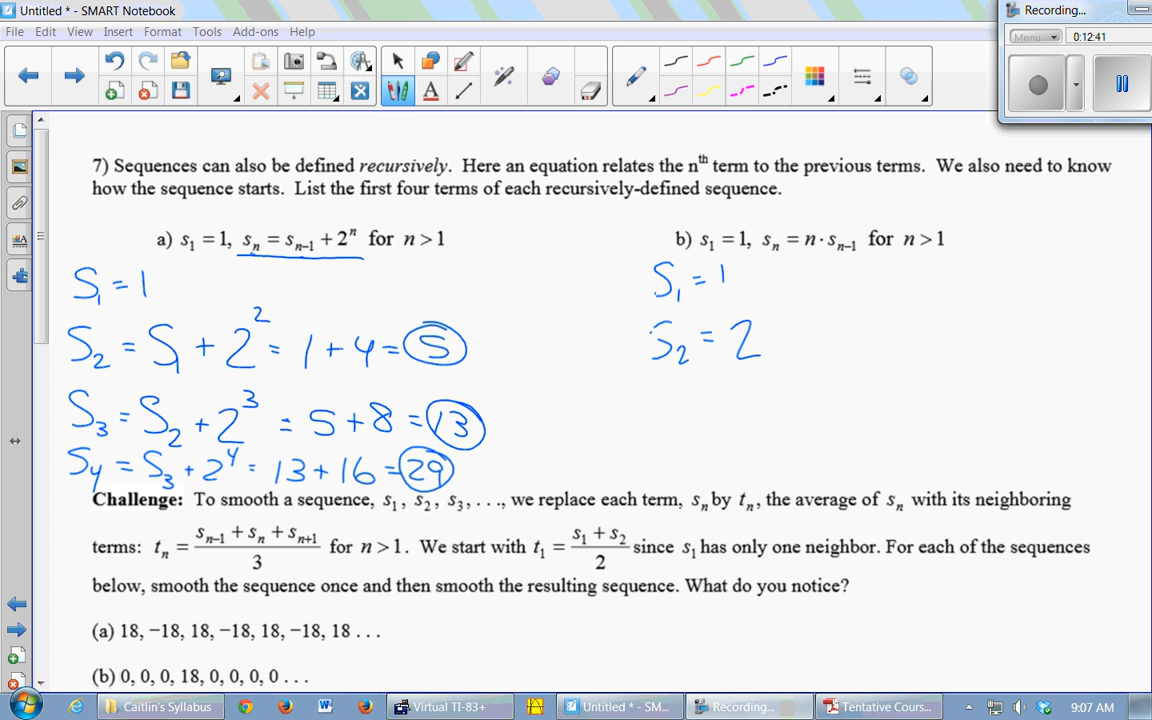 Untitled * - SMART Notebook
Recording...
File Edit View Insert Format Tools Add-ons Help
Menu
0:12:41
7) Sequences can also be defined recursively. Here an equation relates the nth term to the previous terms. We also need to know
how the sequence starts. List the first four terms of each recursively-defined sequence.
a) s₁ = 1, sₙ = sₙ₋₁ + 2ⁿ for n > 1
b) s₁ = 1, sₙ = n · sₙ₋₁ for n > 1
S₁ = 1
S₁ = 1
S₂ = S₁ + 2² = 1 + 4 = 5
S₂ = 2
S₃ = S₂ + 2³ = 5 + 8 = 13
S₄ = S₃ + 2⁴ = 13 + 16 = 29
Challenge: To smooth a sequence, s₁, s₂, s₃, . . ., we replace each term, sₙ by tₙ, the average of sₙ with its neighboring
terms: tₙ = (sₙ₋₁ + sₙ + sₙ₊₁)/3 for n > 1. We start with t₁ = (s₁ + s₂)/2 since s₁ has only one neighbor. For each of the sequences
below, smooth the sequence once and then smooth the resulting sequence. What do you notice?
(a) 18, −18, 18, −18, 18, −18, 18 . . .
(b) 0, 0, 0, 18, 0, 0, 0, 0 . . .
Caitlin's Syllabus
Virtual TI-83+
Untitled * - SM...
Recording...
Tentative Cours...
9:07 AM